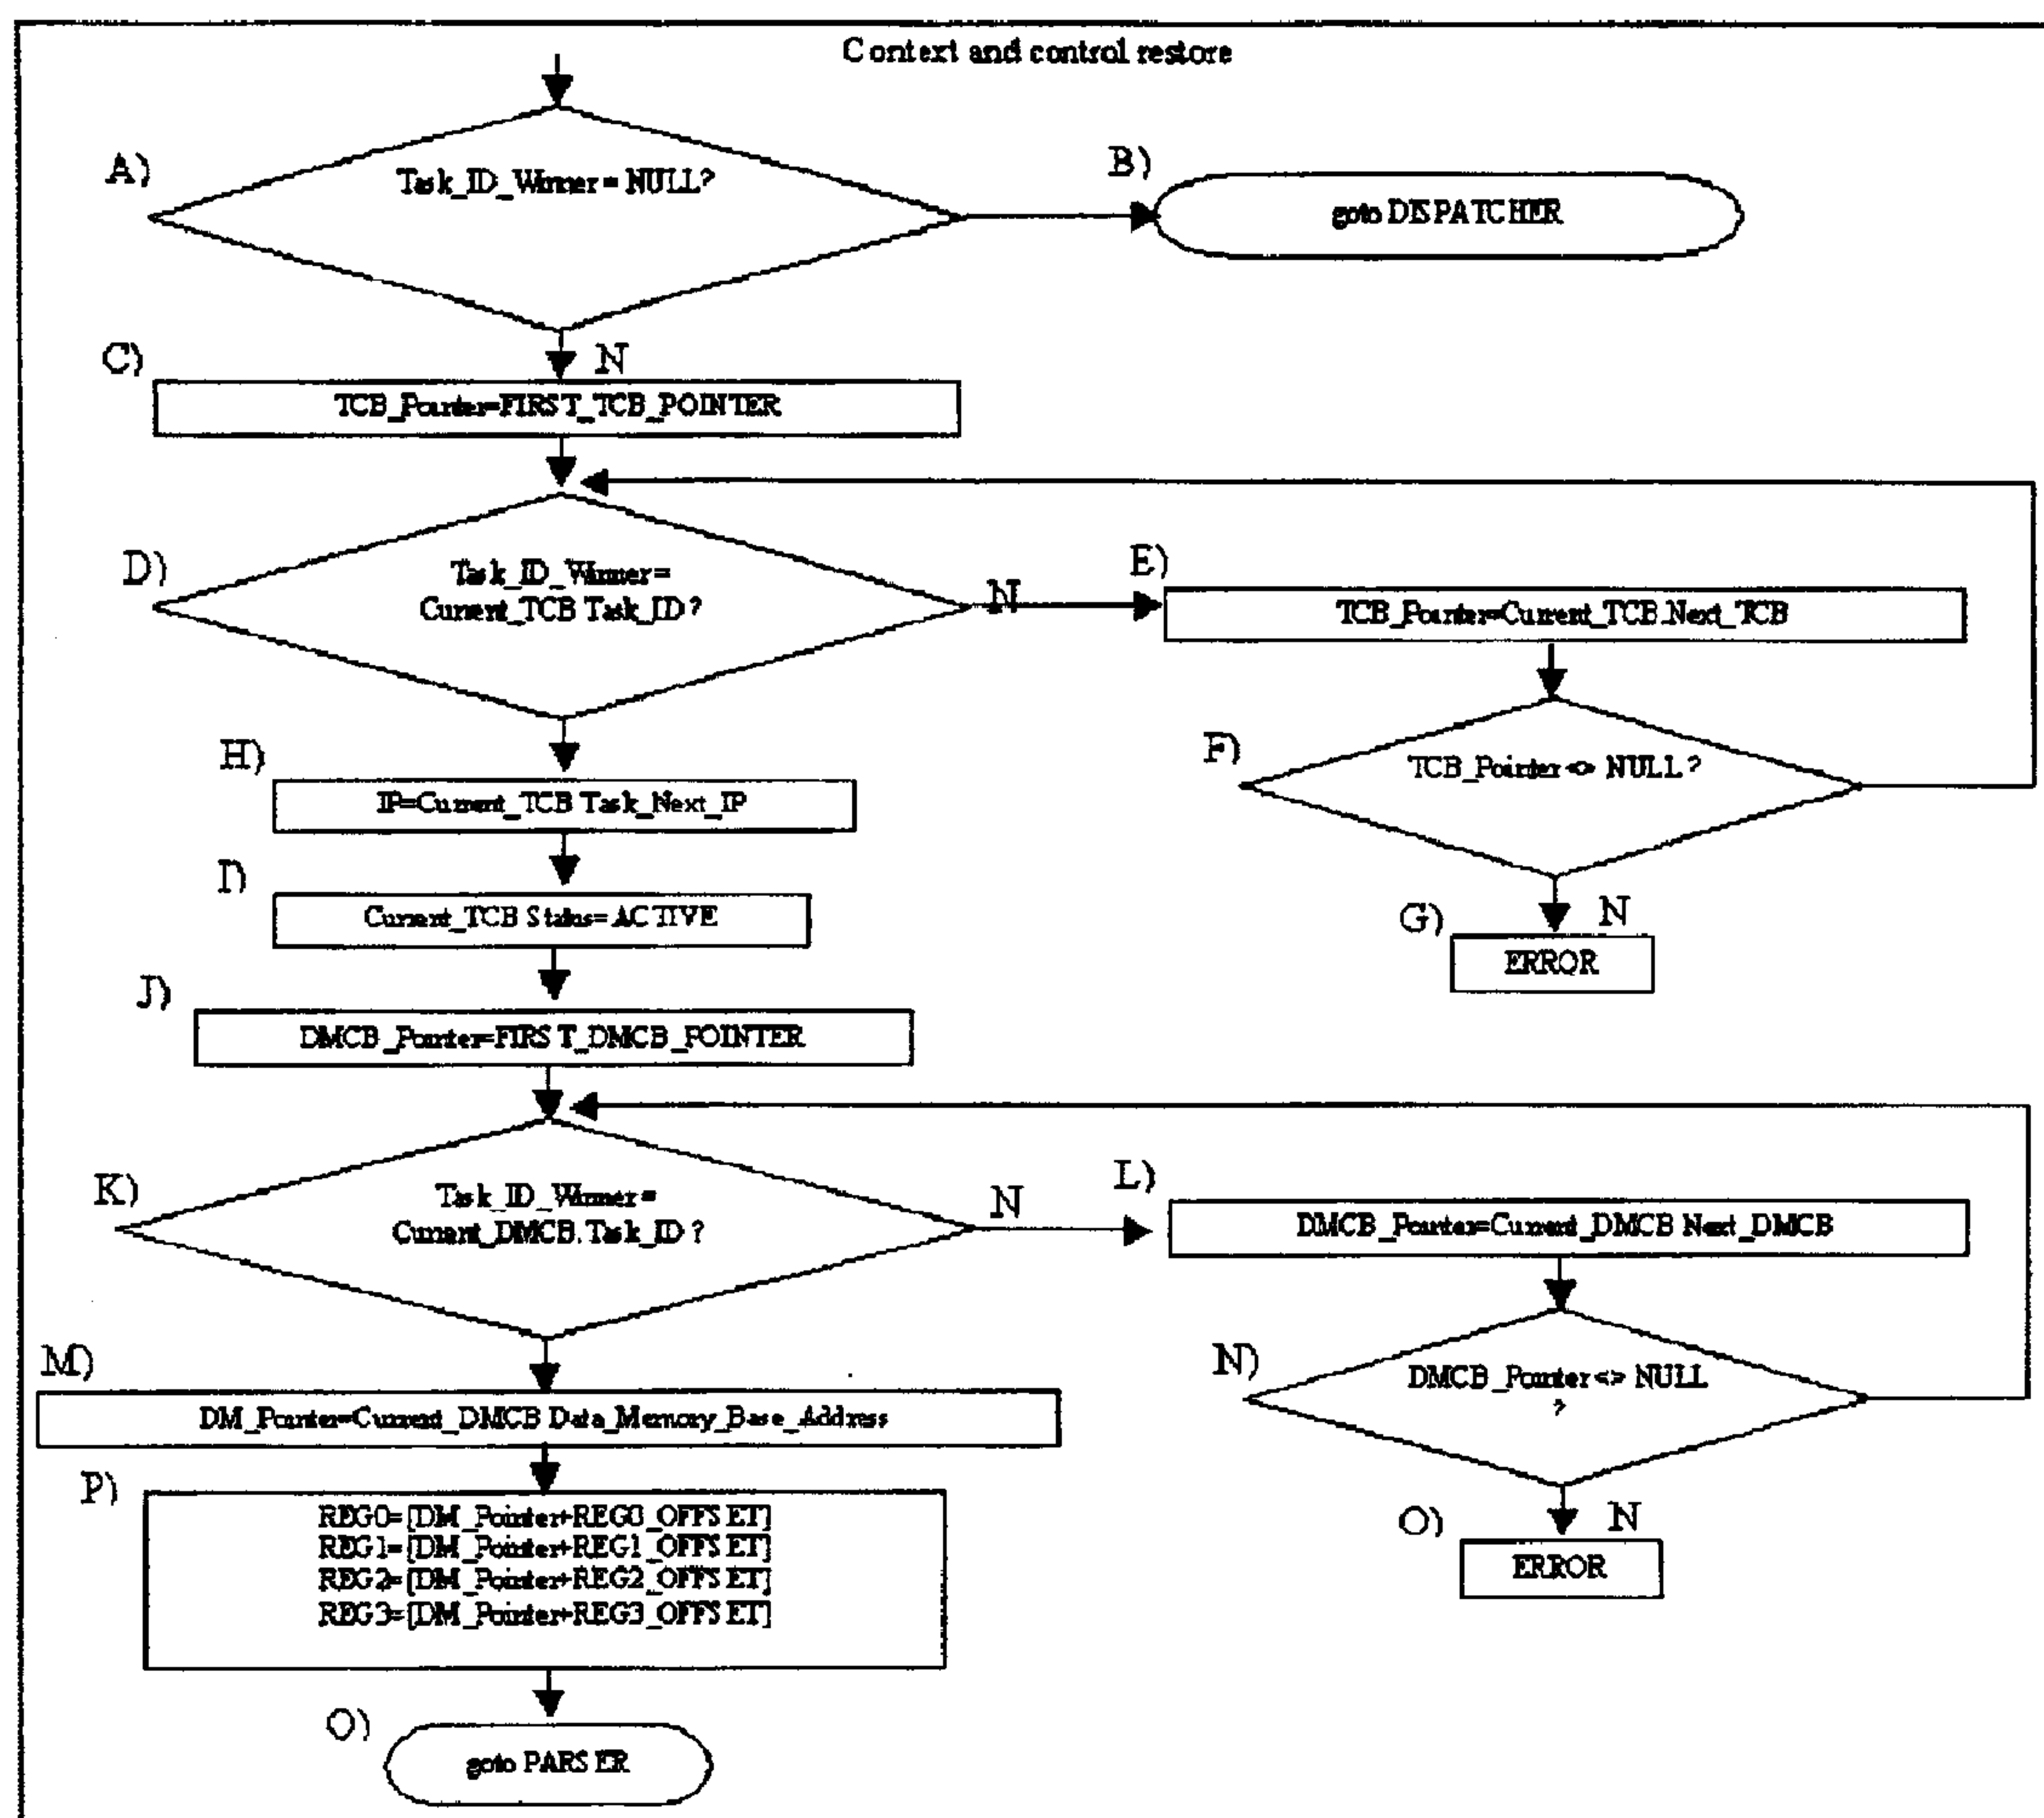 Context and control restore
A)
Task_ID_Winner= NULL?
B)
goto DISPATCHER
N
C)
TCB_Pointer=FIRST_TCB_POINTER
D)
Task_ID_Winner=
Current_TCB Task_ID?
N
E)
TCB_Pointer=Current_TCB.Next_TCB
F)
TCB_Pointer <> NULL?
N
G)
ERROR
H)
IP=Current_TCB Task_Next_IP
I)
Current_TCB Status=ACTIVE
J)
DMCB_Pointer=FIRST_DMCB_POINTER
K)
Task_ID_Winner=
Current_DMCB.Task_ID?
N
L)
DMCB_Pointer=Current_DMCB Next_DMCB
N)
DMCB_Pointer<> NULL
?
N
O)
ERROR
M)
DM_Pointer=Current_DMCB Data_Memory_Base_Address
P)
REG0=[DM_Pointer+REG0_OFFSET]
REG1=[DM_Pointer+REG1_OFFSET]
REG2=[DM_Pointer+REG2_OFFSET]
REG3=[DM_Pointer+REG3_OFFSET]
O)
goto PARSER